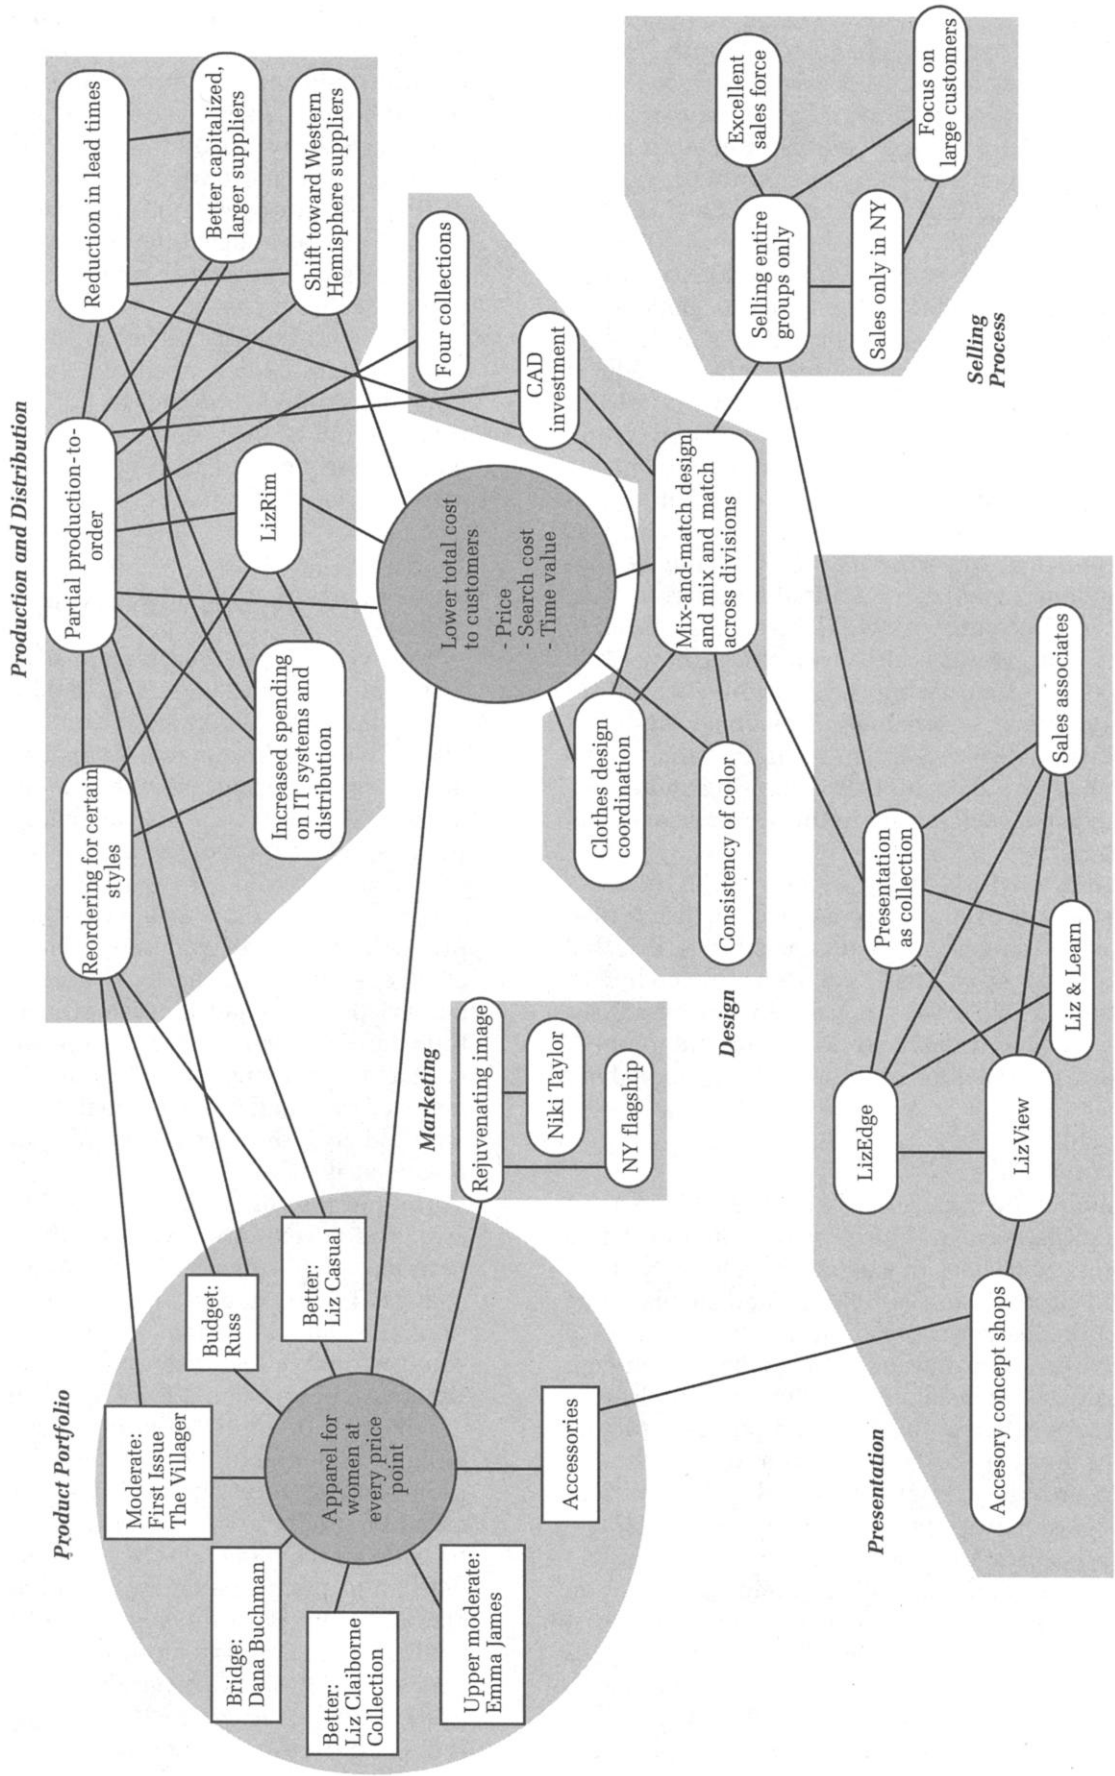 Product Portfolio
Moderate:
First Issue
The Villager
Budget:
Russ
Bridge:
Dana Buchman
Better:
Liz Casual
Apparel for
women at
every price
point
Better:
Liz Claiborne
Collection
Upper moderate:
Emma James
Accessories
Production and Distribution
Reordering for certain
styles
Partial production-to-
order
Reduction in lead times
Better capitalized,
larger suppliers
Increased spending
on IT systems and
distribution
LizRim
Shift toward Western
Hemisphere suppliers
Marketing
Rejuvenating image
Niki Taylor
NY flagship
Lower total cost
to customers
- Price
- Search cost
- Time value
Four collections
CAD
investment
Clothes design
coordination
Mix-and-match design
and mix and match
across divisions
Consistency of color
Design
Excellent
sales force
Selling entire
groups only
Sales only in NY
Focus on
large customers
Selling
Process
Presentation
LizEdge
Presentation
as collection
Accesory concept shops
LizView
Liz & Learn
Sales associates